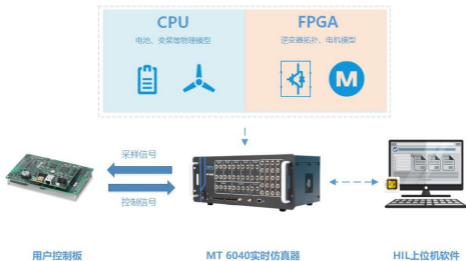 CPU
电池、变桨等物理模型
FPGA
逆变器拓扑、电机模型
M
采样信号
控制信号
用户控制板
MT 6040实时仿真器
HIL上位机软件